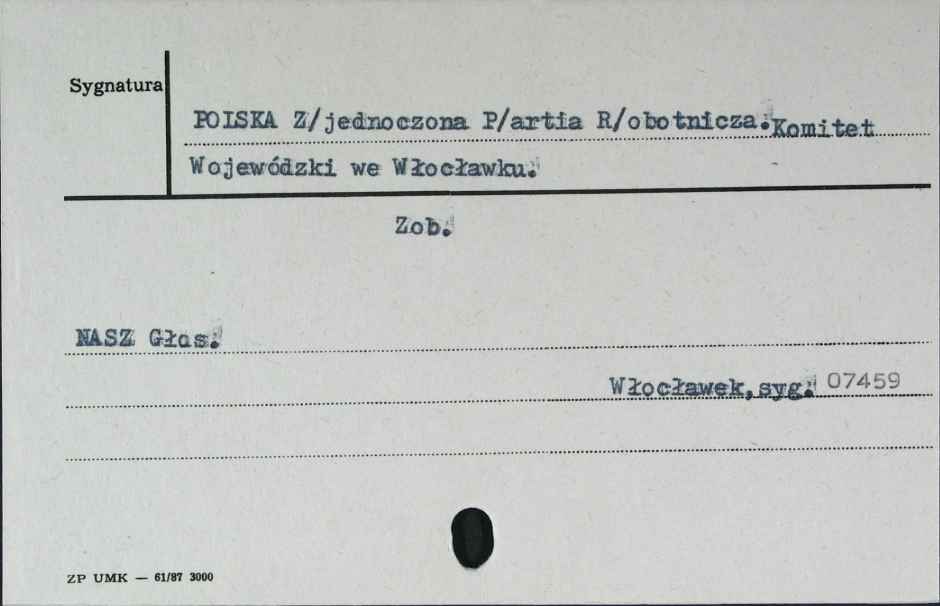 Sygnatura
POLSKA Z/jednoczona P/artia R/obotnicza. Komitet
Wojewódzki we Włocławku.
Zob.
NASZ Głos.
Włocławek, syg. 07459
ZP UMK — 61/87 3000